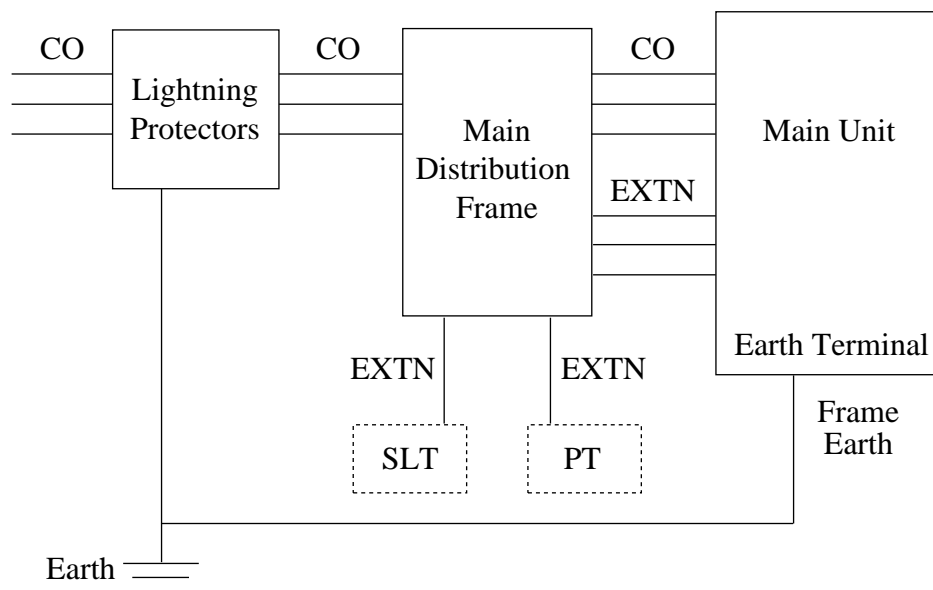 CO
CO
CO
Lightning
Protectors
Main
Distribution
Frame
Main Unit
EXTN
Earth Terminal
EXTN
EXTN
Frame
Earth
SLT
PT
Earth